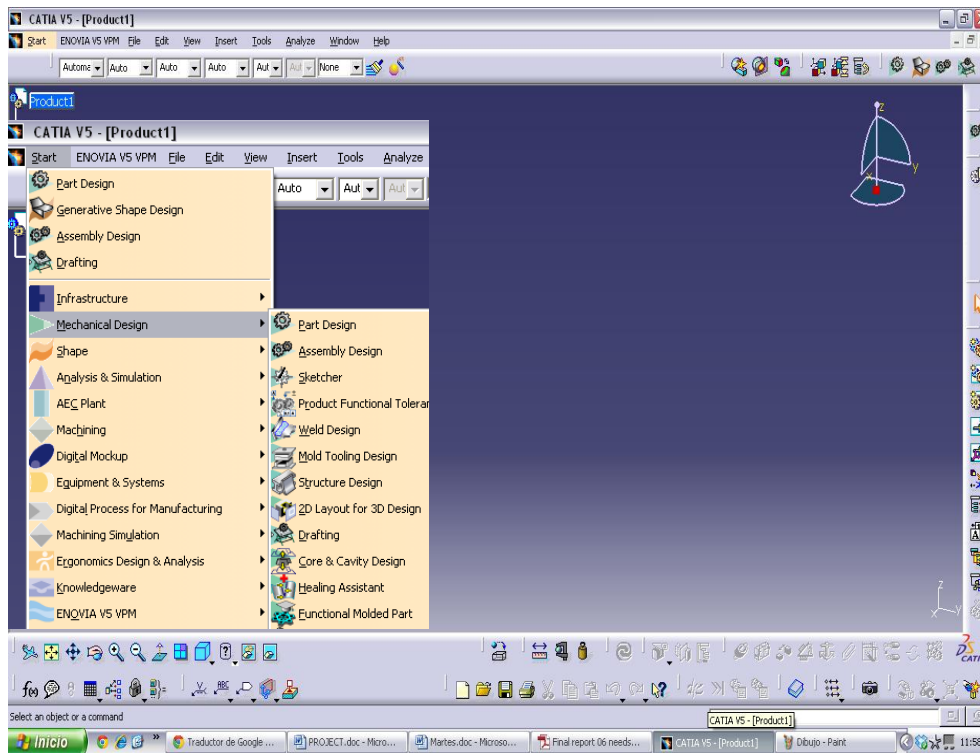 CATIA V5 - [Product1]
Start ENOVIA V5 VPM File Edit View Insert Tools Analyze Window Help
Automa Auto Auto Auto Aut Aut None
Product1
z
y
x
CATIA V5 - [Product1]
Start ENOVIA V5 VPM File Edit View Insert Tools Analyze
Auto Aut Aut
Part Design
Generative Shape Design
Assembly Design
Drafting
Infrastructure
Mechanical Design
Shape
Analysis & Simulation
AEC Plant
Machining
Digital Mockup
Equipment & Systems
Digital Process for Manufacturing
Machining Simulation
Ergonomics Design & Analysis
Knowledgeware
ENOVIA V5 VPM
Part Design
Assembly Design
Sketcher
Product Functional Tolerar
Weld Design
Mold Tooling Design
Structure Design
2D Layout for 3D Design
Drafting
Core & Cavity Design
Healing Assistant
Functional Molded Part
z
x y
CATIA
f(x)
Select an object or a command
CATIA V5 - [Product1]
Inicio
Traductor de Google ...
PROJECT.doc - Micro...
Martes.doc - Microso...
Final report 06 needs...
CATIA V5 - [Product1]
Dibujo - Paint